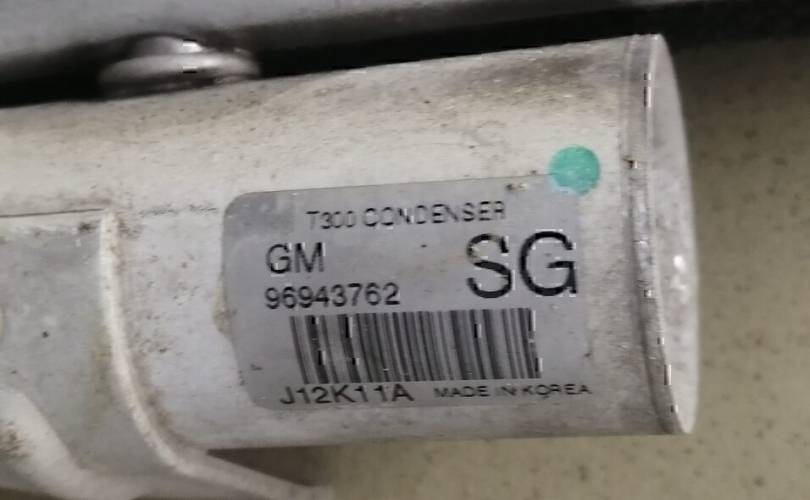 T300 CONDENSER
GM
SG
96943762
J12K11A MADE IN KOREA